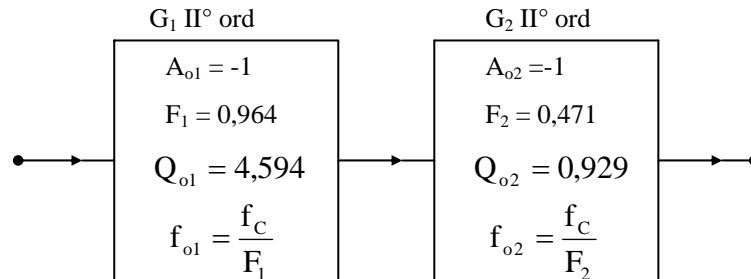 G₁ II° ord
A₀₁ = -1
F₁ = 0,964
Q₀₁ = 4,594
f₀₁ = f_C / F₁
G₂ II° ord
A₀₂ =-1
F₂ = 0,471
Q₀₂ = 0,929
f₀₂ = f_C / F₂